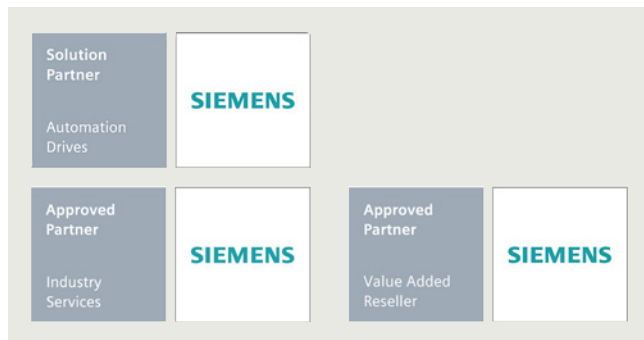 Solution
Partner
Automation
Drives
SIEMENS
Approved
Partner
Industry
Services
SIEMENS
Approved
Partner
Value Added
Reseller
SIEMENS